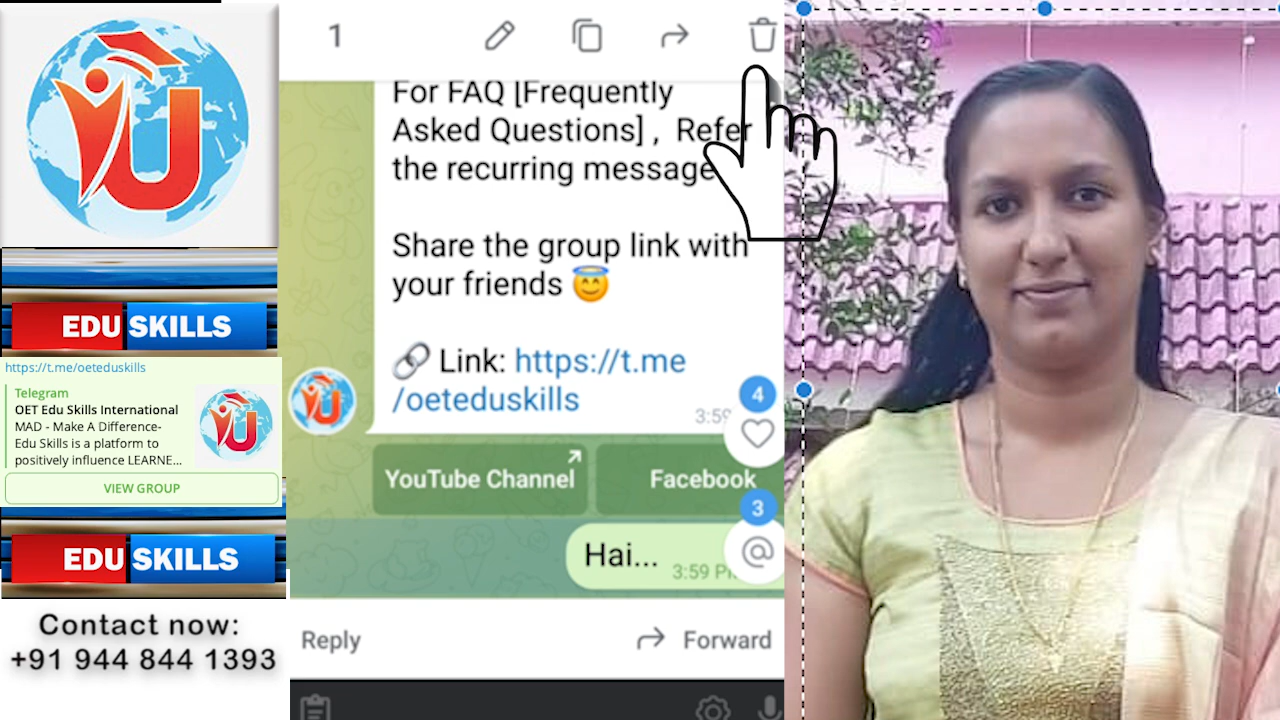 U
EDU SKILLS
https://t.me/oeteduskills
Telegram
OET Edu Skills International
MAD - Make A Difference-
Edu Skills is a platform to
positively influence LEARNE...
U
VIEW GROUP
EDU SKILLS
Contact now:
+91 944 844 1393
1
For FAQ [Frequently
Asked Questions] , Refer
the recurring message
Share the group link with
your friends 😇
🔗 Link: https://t.me
/oeteduskills
3:59
4
YouTube Channel
Facebook
3
Hai...
3:59 P
@
Reply
Forward